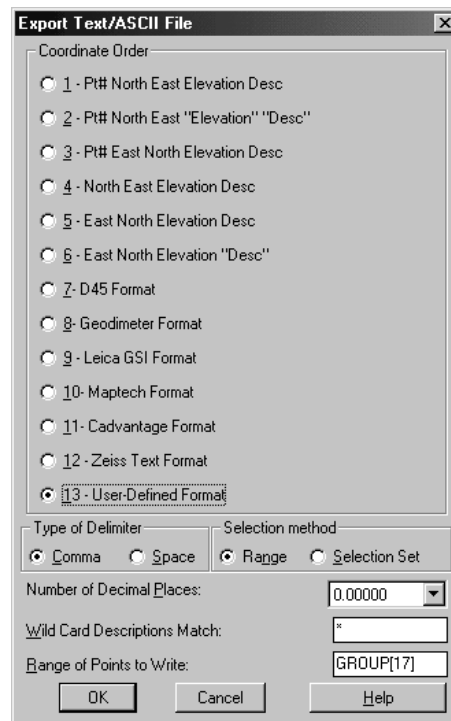 Export Text/ASCII File
Coordinate Order
1 - Pt# North East Elevation Desc
2 - Pt# North East "Elevation" "Desc"
3 - Pt# East North Elevation Desc
4 - North East Elevation Desc
5 - East North Elevation Desc
6 - East North Elevation "Desc"
7- D45 Format
8- Geodimeter Format
9 - Leica GSI Format
10- Maptech Format
11- Cadvantage Format
12 - Zeiss Text Format
13 - User-Defined Format
Type of Delimiter
Comma Space
Selection method
Range Selection Set
Number of Decimal Places: 0.00000
Wild Card Descriptions Match: *
Range of Points to Write: GROUP[17]
OK Cancel Help